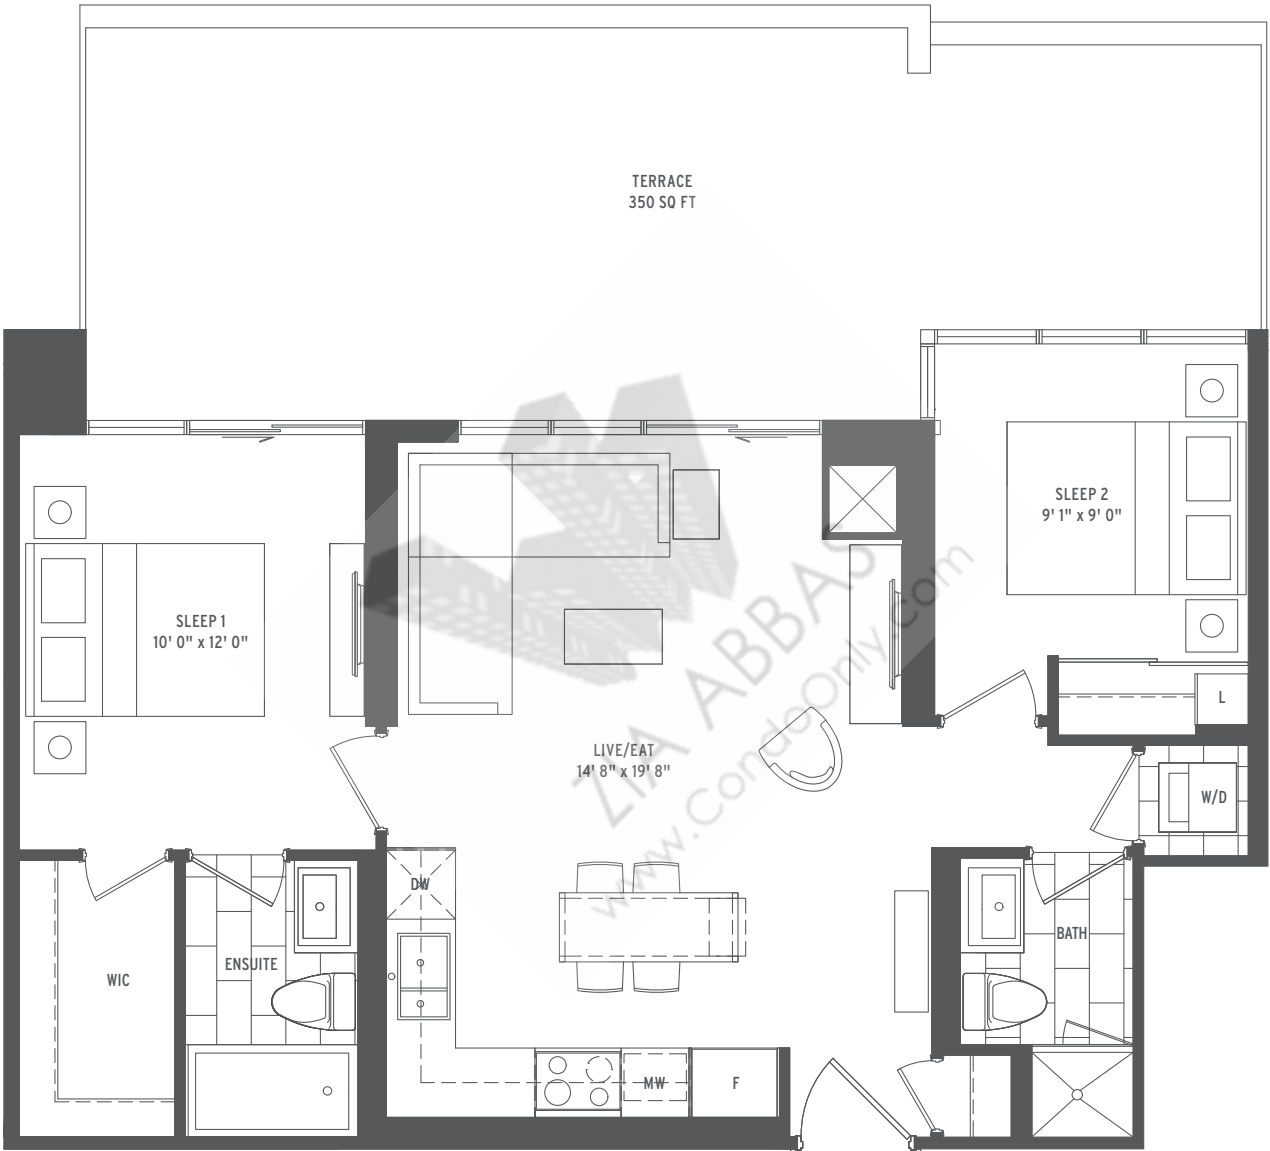 TERRACE
350 SQ FT
SLEEP 2
9' 1" x 9' 0"
SLEEP 1
10' 0" x 12' 0"
L
LIVE/EAT
14' 8" x 19' 8"
W/D
DW
BATH
ENSUITE
WIC
MW
F
ZIA ABBAS
www.CondoOnly.com